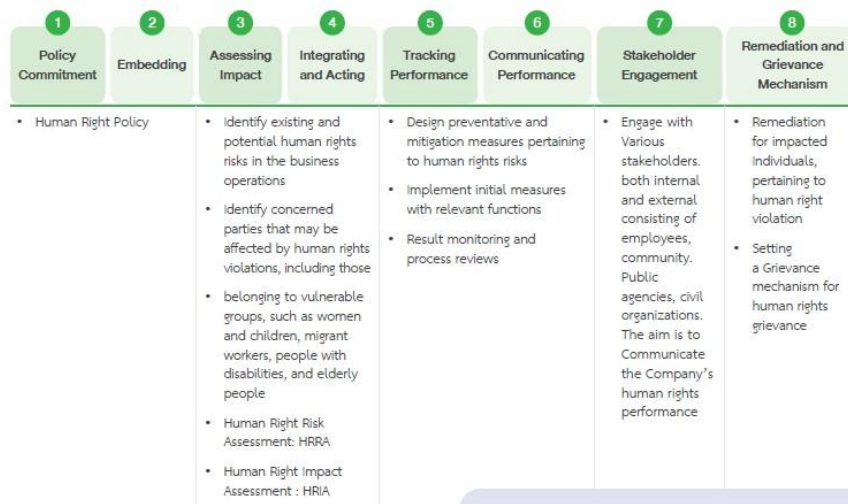 1
Policy
Commitment
2
Embedding
3
Assessing
Impact
4
Integrating
and Acting
5
Tracking
Performance
6
Communicating
Performance
7
Stakeholder
Engagement
8
Remediation and
Grievance
Mechanism
• Human Right Policy
• Identify existing and
potential human rights
risks in the business
operations
• Identify concerned
parties that may be
affected by human rights
violations, including those
• belonging to vulnerable
groups, such as women
and children, migrant
workers, people with
disabilities, and elderly
people
• Human Right Risk
Assessment: HRRA
• Human Right Impact
Assessment : HRIA
• Design preventative and
mitigation measures pertaining
to human rights risks
• Implement initial measures
with relevant functions
• Result monitoring and
process reviews
• Engage with
Various
stakeholders.
both internal
and external
consisting of
employees,
community.
Public
agencies, civil
organizations.
The aim is to
Communicate
the Company's
human rights
performance
• Remediation
for impacted
Individuals,
pertaining to
human right
violation
• Setting
a Grievance
mechanism for
human rights
grievance